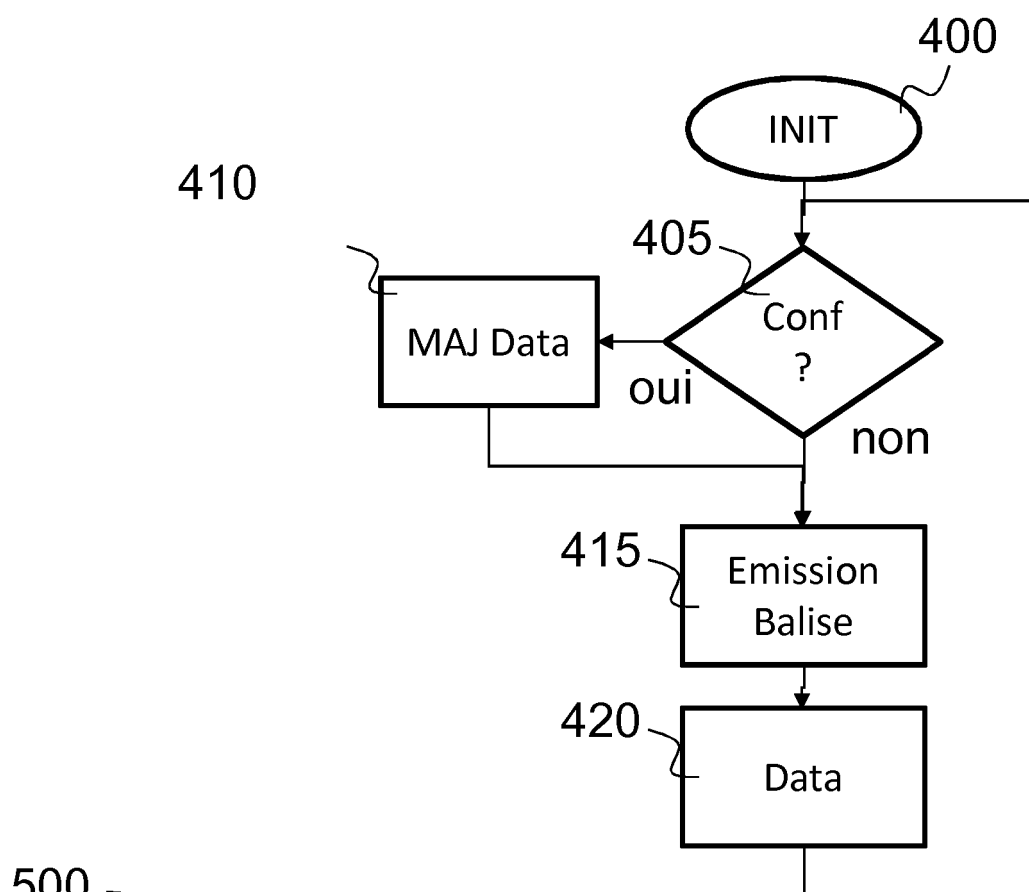 400
INIT
410
405
Conf
?
MAJ Data
oui
non
415
Emission
Balise
420
Data
500